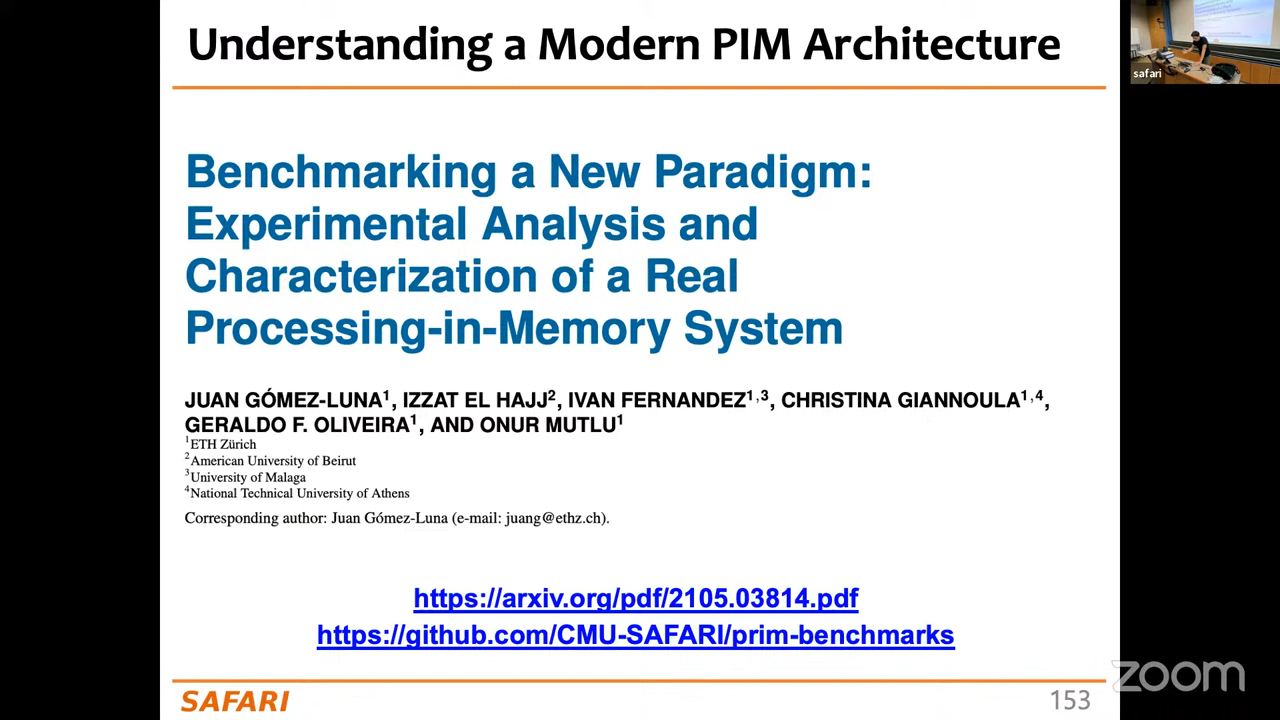 Understanding a Modern PIM Architecture
safari
Benchmarking a New Paradigm:
Experimental Analysis and
Characterization of a Real
Processing-in-Memory System
JUAN GÓMEZ-LUNA1, IZZAT EL HAJJ2, IVAN FERNANDEZ1,3, CHRISTINA GIANNOULA1,4,
GERALDO F. OLIVEIRA1, AND ONUR MUTLU1
1ETH Zürich
2American University of Beirut
3University of Malaga
4National Technical University of Athens
Corresponding author: Juan Gómez-Luna (e-mail: juang@ethz.ch).
https://arxiv.org/pdf/2105.03814.pdf
https://github.com/CMU-SAFARI/prim-benchmarks
SAFARI
153
zoom